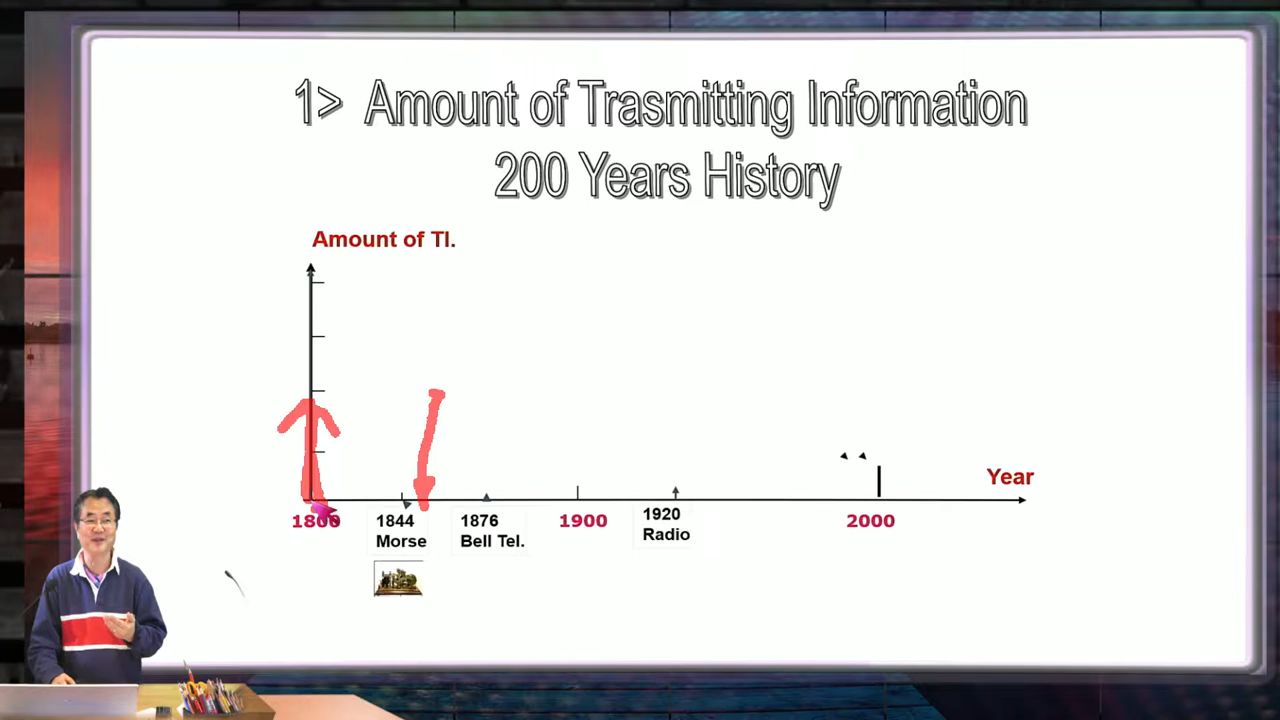 1> Amount of Trasmitting Information
200 Years History
Amount of TI.
Year
1800
1844
Morse
1876
Bell Tel.
1900
1920
Radio
2000